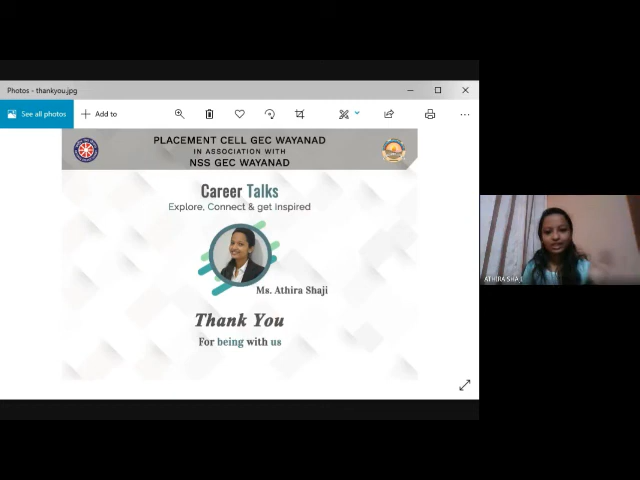 Photos - thankyou.jpg
See all photos
Add to
PLACEMENT CELL GEC WAYANAD
IN ASSOCIATION WITH
NSS GEC WAYANAD
Career Talks
Explore, Connect & get Inspired
Ms. Athira Shaji
Thank You
For being with us
ATHIRA SHAJI